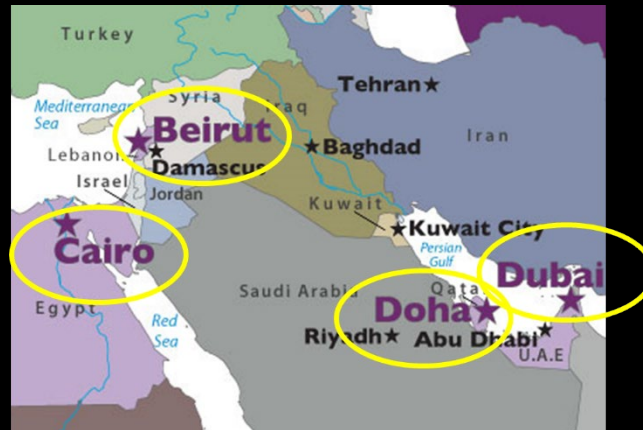 Turkey
Tehran
Mediterranean
Sea
Syria
Iraq
Beirut
Iran
Baghdad
Lebanon
Damascus
Israel
Jordan
Kuwait
Kuwait City
Cairo
Persian
Gulf
Dubai
Saudi Arabia
Qata
Egypt
Doha
Red
Sea
Riyadh
Abu Dhabi
U.A.E